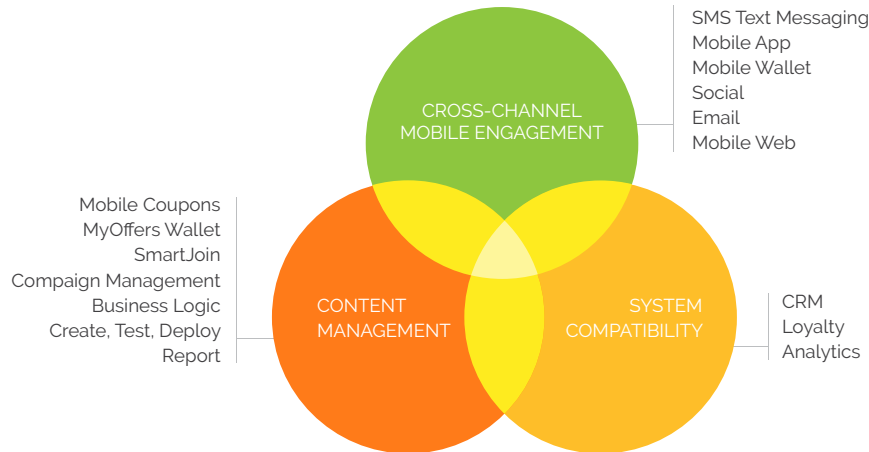 SMS Text Messaging
Mobile App
Mobile Wallet
Social
Email
Mobile Web
CROSS-CHANNEL
MOBILE ENGAGEMENT
Mobile Coupons
MyOffers Wallet
SmartJoin
Compaign Management
Business Logic
Create, Test, Deploy
Report
CONTENT
MANAGEMENT
SYSTEM
COMPATIBILITY
CRM
Loyalty
Analytics